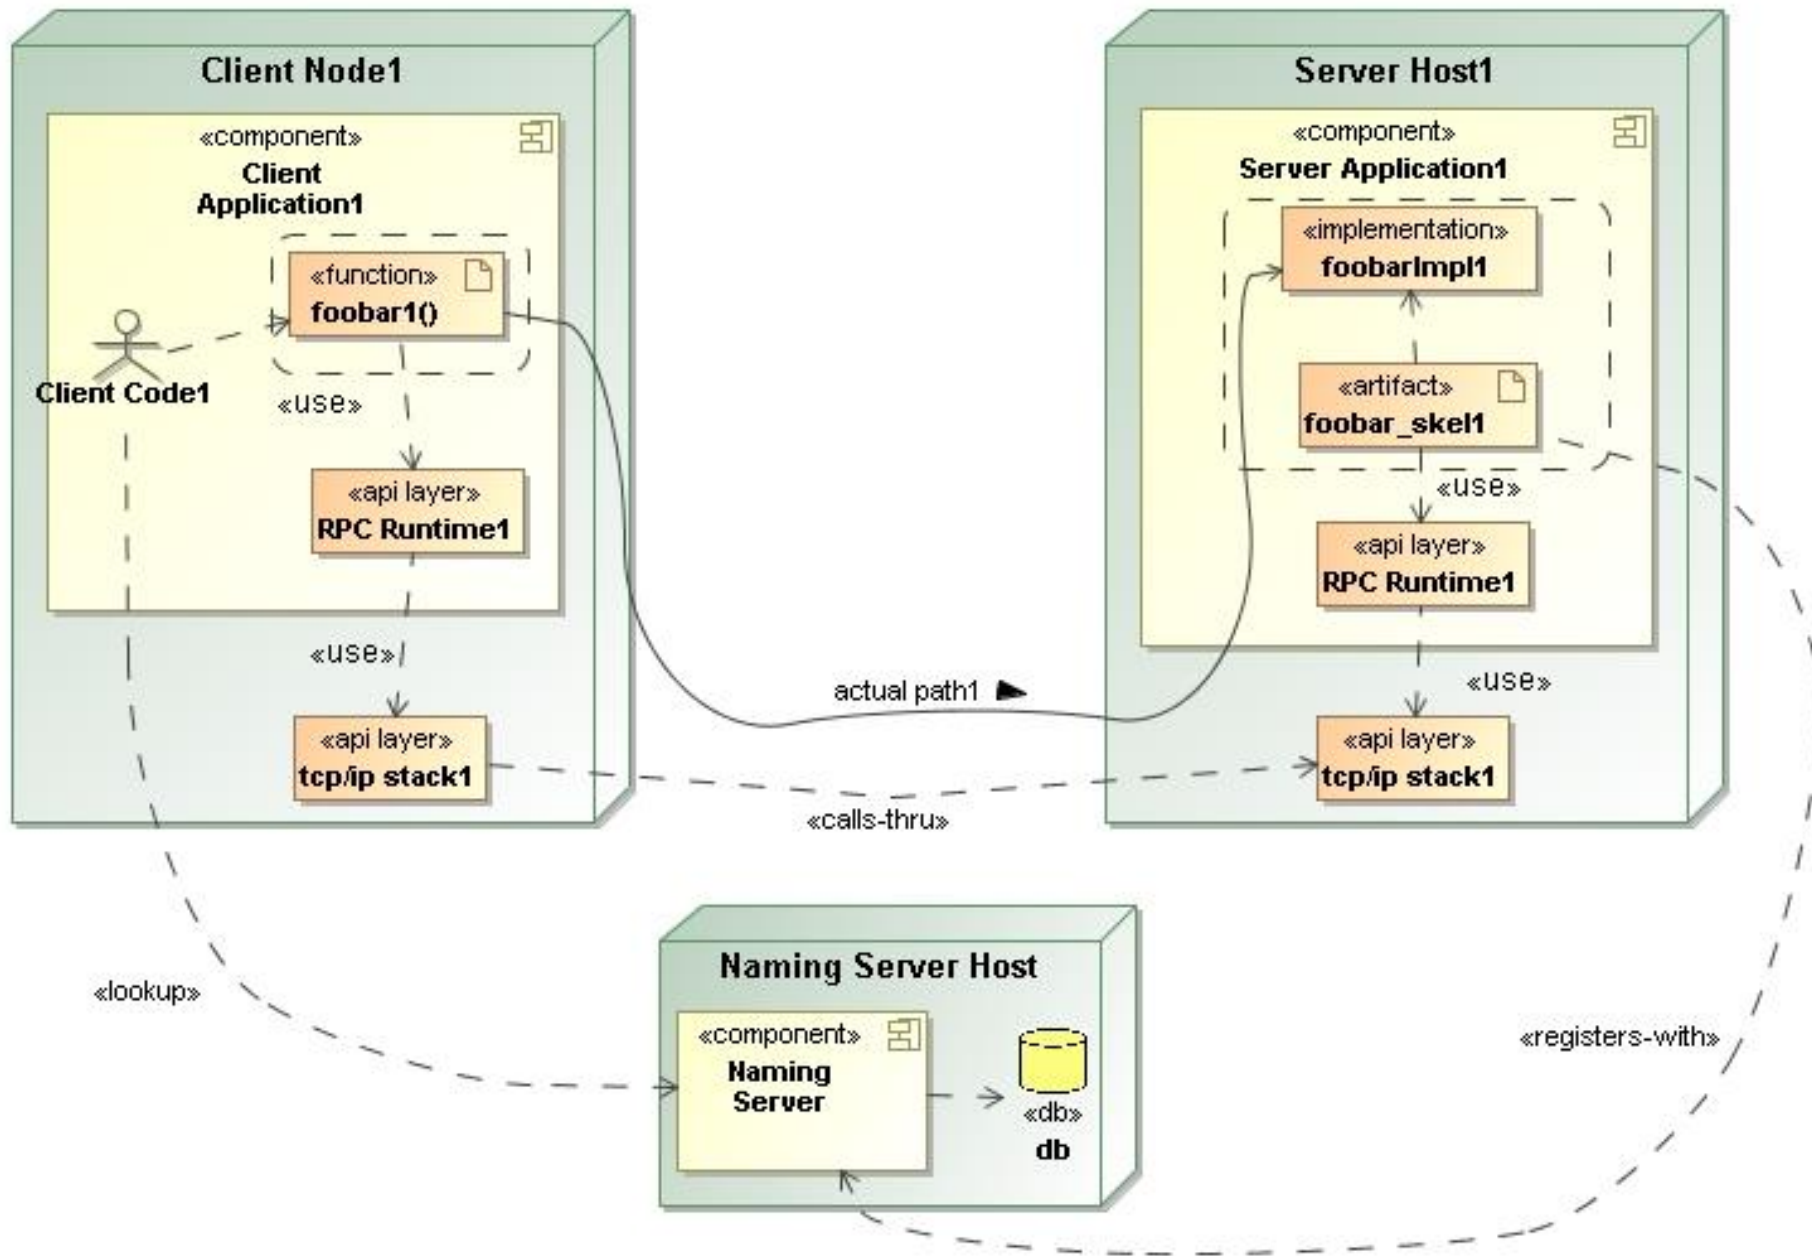 Client Node1
«component»
Client
Application1
«function»
foobar1()
Client Code1
«use»
«api layer»
RPC Runtime1
«use»
«api layer»
tcp/ip stack1
actual path1
«calls-thru»
Server Host1
«component»
Server Application1
«implementation»
foobarImpl1
«artifact»
foobar_skel1
«use»
«api layer»
RPC Runtime1
«use»
«api layer»
tcp/ip stack1
«lookup»
Naming Server Host
«component»
Naming
Server
«db»
db
«registers-with»